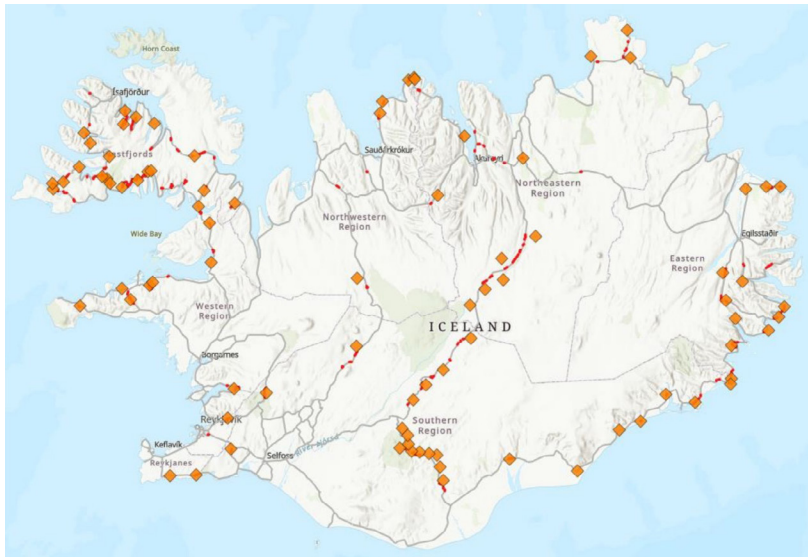 Horn Coast
Ísafjörður
Westfjords
Sauðárkrókur
Akureyri
Northeastern
Region
Northwestern
Region
Wide Bay
Egilsstaðir
Eastern
Region
Western
Region
ICELAND
Borgarnes
Reykjavík
Southern
Region
Keflavík
Selfoss
Reykjanes